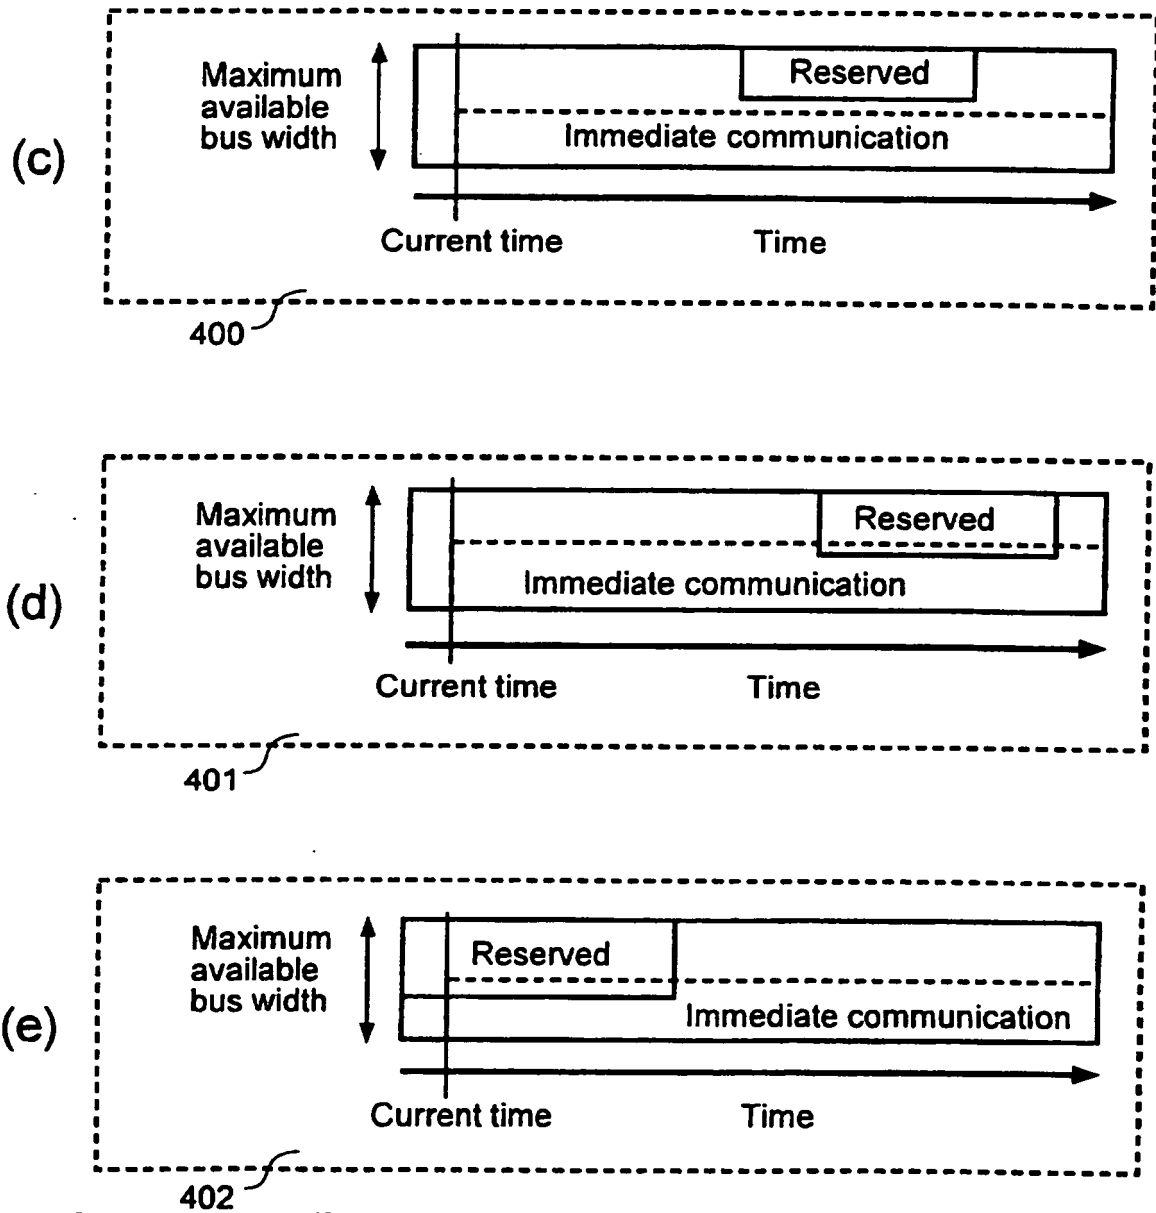 (c)
Maximum
available
bus width
Reserved
Immediate communication
Current time
Time
400
(d)
Maximum
available
bus width
Reserved
Immediate communication
Current time
Time
401
(e)
Maximum
available
bus width
Reserved
Immediate communication
Current time
Time
402